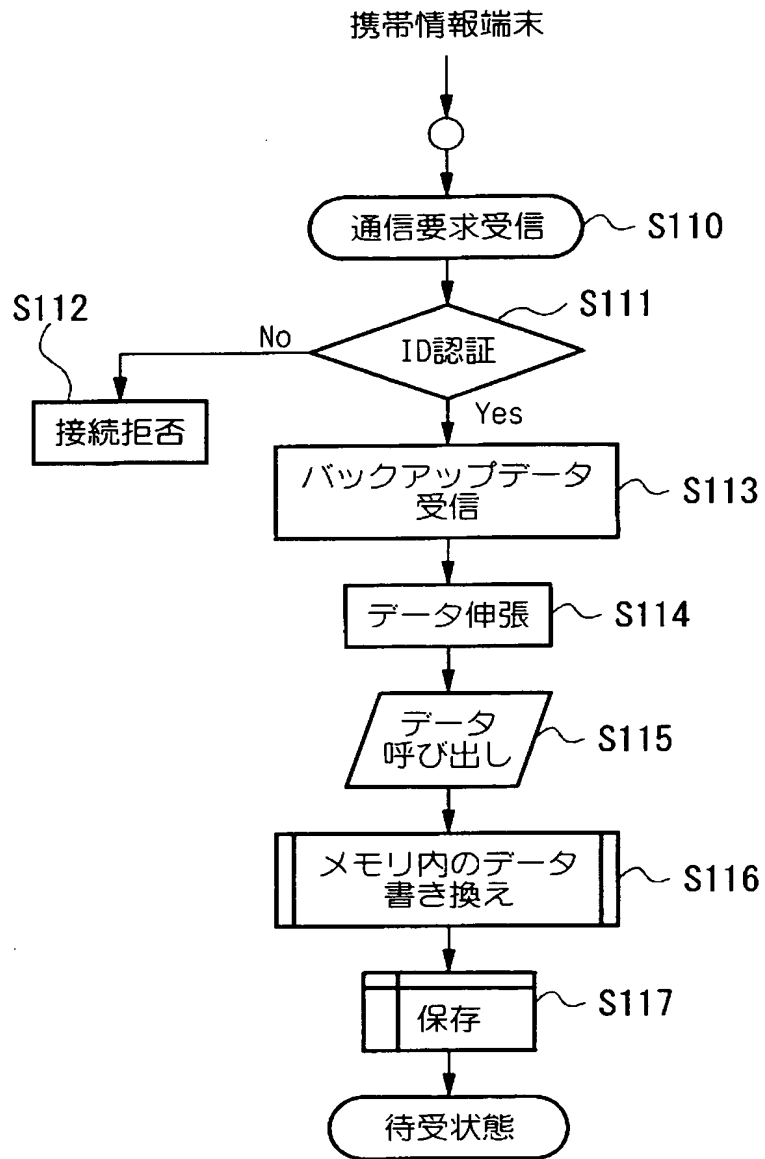 携帯情報端末
通信要求受信
S110
S111
S112
No
ID認証
接続拒否
Yes
バックアップデータ
受信
S113
データ伸張
S114
データ
呼び出し
S115
メモリ内のデータ
書き換え
S116
保存
S117
待受状態